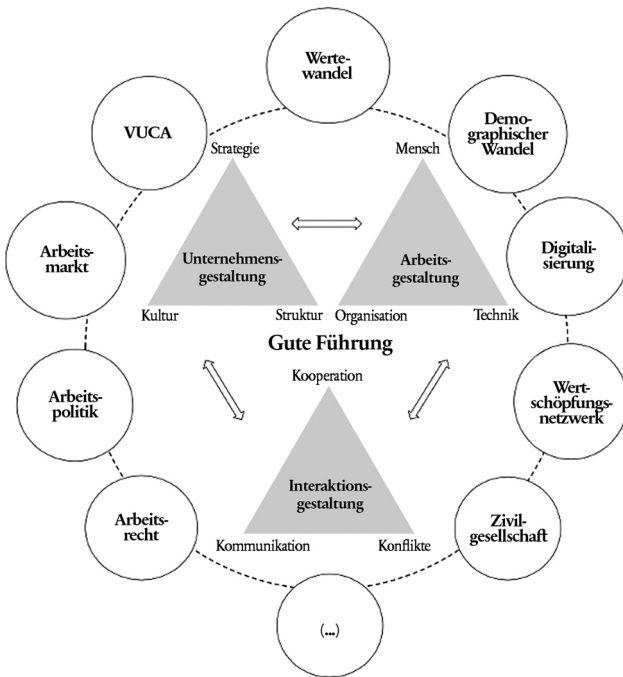 Werte-
wandel
VUCA
Demo-
graphischer
Wandel
Strategie
Mensch
Arbeits-
markt
Unternehmens-
gestaltung
Arbeits-
gestaltung
Digitali-
sierung
Kultur
Struktur
Organisation
Technik
Gute Führung
Kooperation
Arbeits-
politik
Wert-
schöpfungs-
netzwerk
Interaktions-
gestaltung
Arbeits-
recht
Zivil-
gesellschaft
Kommunikation
Konflikte
(...)